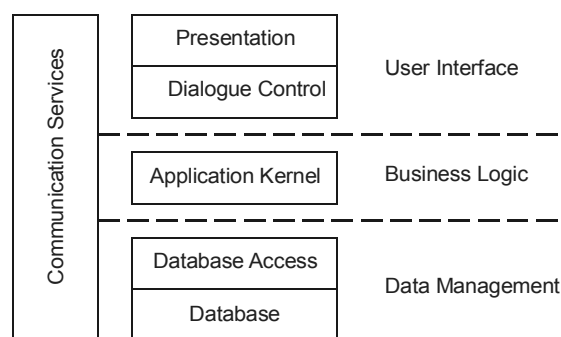 Communication Services
Presentation
Dialogue Control
User Interface
Application Kernel
Business Logic
Database Access
Database
Data Management